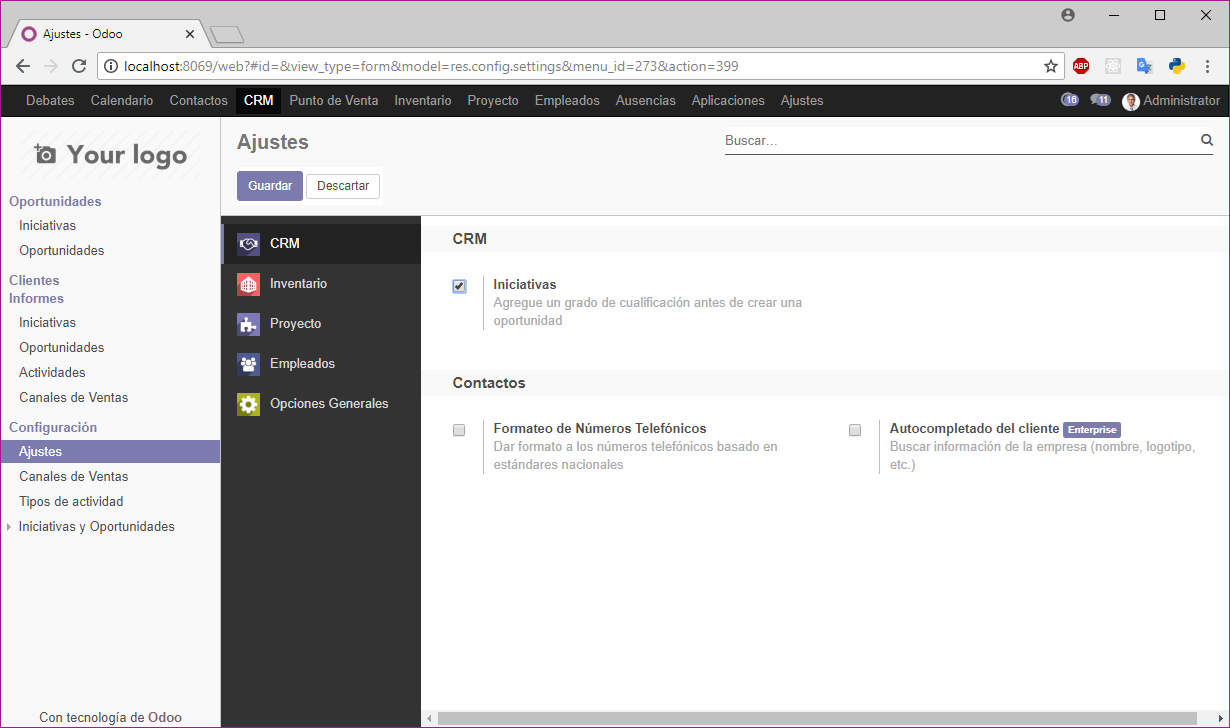 Ajustes - Odoo
localhost:8069/web?#id=&view_type=form&model=res.config.settings&menu_id=273&action=399
ABP
Debates Calendario Contactos CRM Punto de Venta Inventario Proyecto Empleados Ausencias Aplicaciones Ajustes 16 11 Administrator
Your logo
Oportunidades
Iniciativas
Oportunidades
Clientes
Informes
Iniciativas
Oportunidades
Actividades
Canales de Ventas
Configuración
Ajustes
Canales de Ventas
Tipos de actividad
Iniciativas y Oportunidades
Con tecnología de Odoo
Ajustes
Buscar...
Guardar Descartar
CRM
Inventario
Proyecto
Empleados
Opciones Generales
CRM
Iniciativas
Agregue un grado de cualificación antes de crear una
oportunidad
Contactos
Formateo de Números Telefónicos
Dar formato a los números telefónicos basado en
estándares nacionales
Autocompletado del cliente Enterprise
Buscar información de la empresa (nombre, logotipo,
etc.)